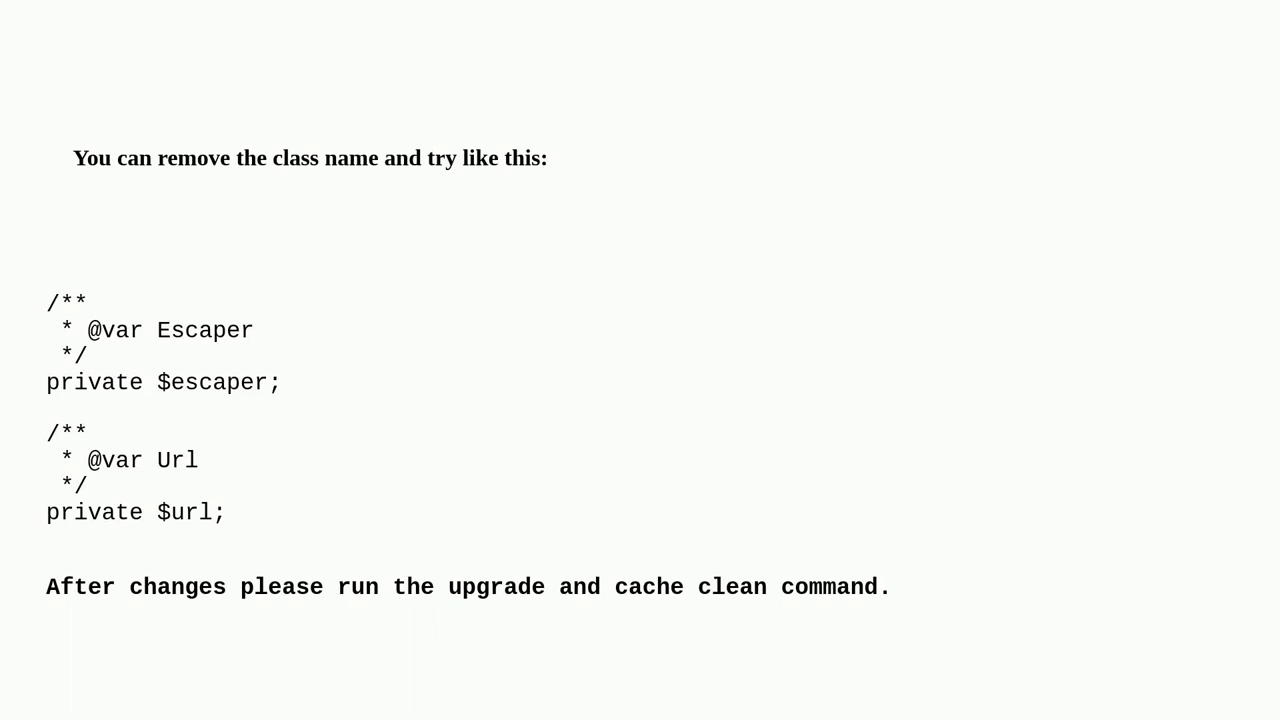 You can remove the class name and try like this:
/**
 * @var Escaper
 */
private $escaper;
/**
 * @var Url
 */
private $url;
After changes please run the upgrade and cache clean command.